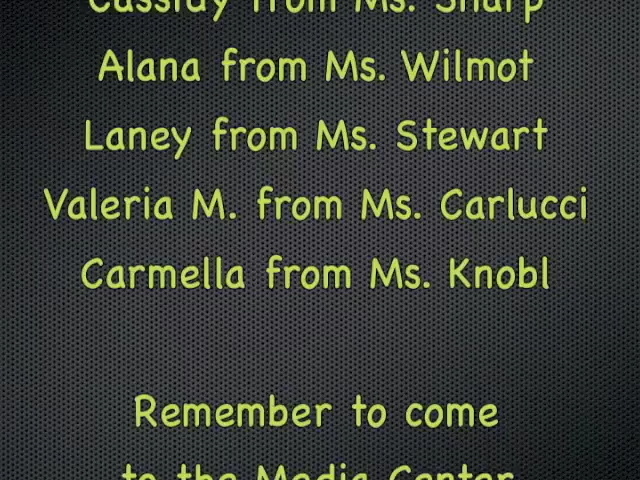 Cassidy from Ms. Sharp
Alana from Ms. Wilmot
Laney from Ms. Stewart
Valeria M. from Ms. Carlucci
Carmella from Ms. Knobl
Remember to come
to the Media Center